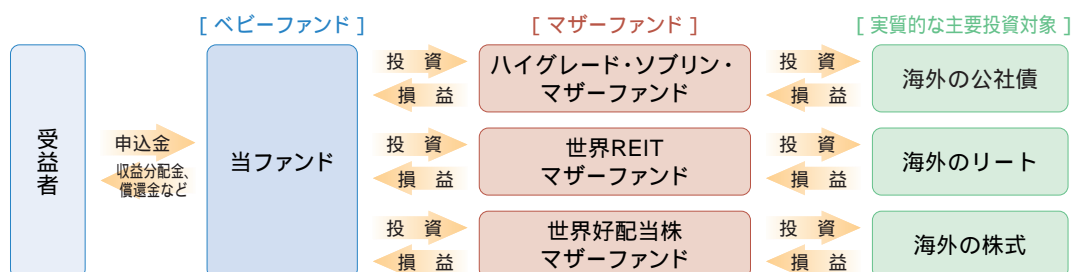 [ ベビーファンド ]
[ マザーファンド ]
[ 実質的な主要投資対象 ]
受益者
申込金
収益分配金、
償還金など
当ファンド
投 資
損 益
ハイグレード・ソブリン・
マザーファンド
投 資
損 益
海外の公社債
投 資
損 益
世界REIT
マザーファンド
投 資
損 益
海外のリート
投 資
損 益
世界好配当株
マザーファンド
投 資
損 益
海外の株式